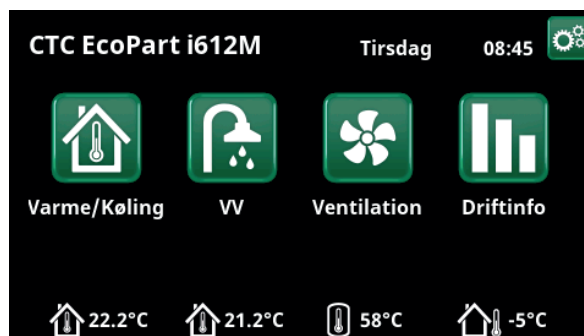 CTC EcoPart i612M Tirsdag 08:45
Varme/Køling VV Ventilation Driftinfo
22.2°C 21.2°C 58°C -5°C